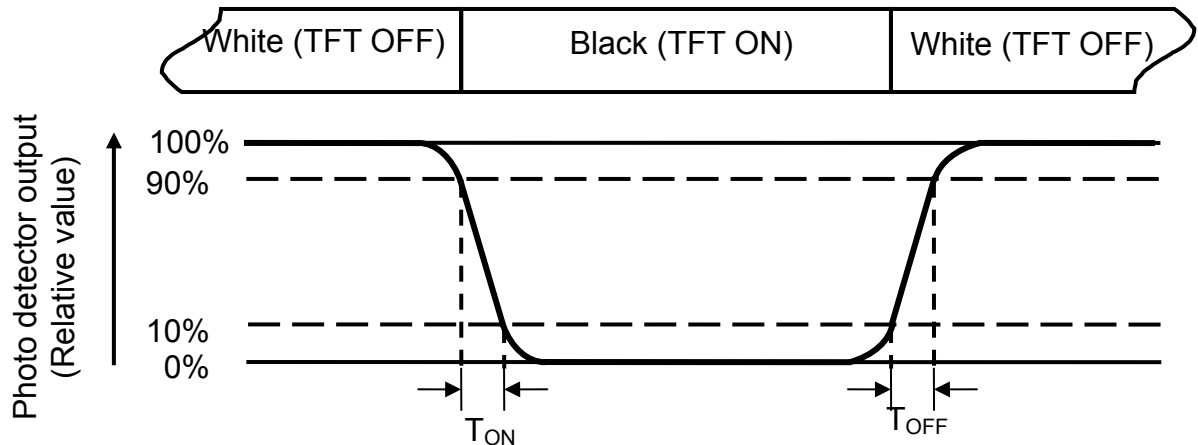 White (TFT OFF)
Black (TFT ON)
White (TFT OFF)
Photo detector output
(Relative value)
100%
90%
10%
0%
TON
TOFF